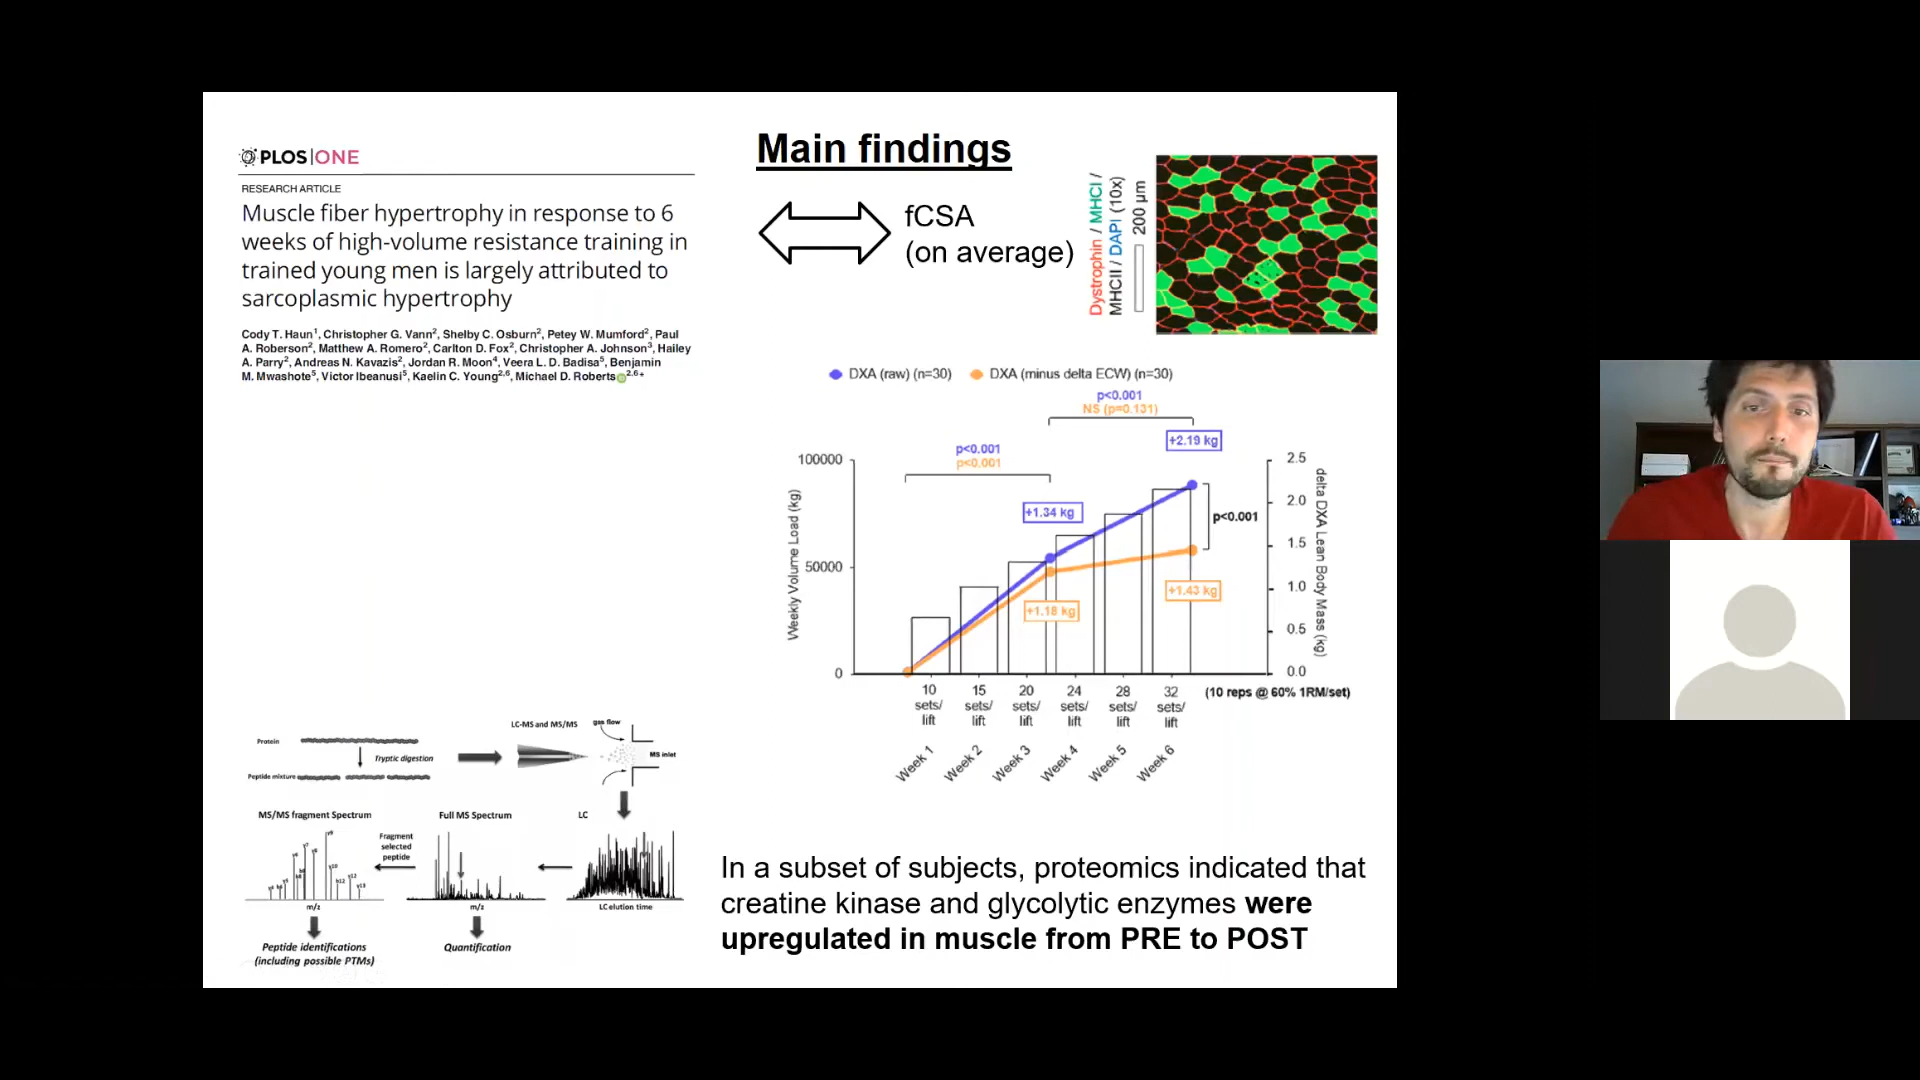 PLOS|ONE
RESEARCH ARTICLE
Muscle fiber hypertrophy in response to 6
weeks of high-volume resistance training in
trained young men is largely attributed to
sarcoplasmic hypertrophy
Cody T. Haun1, Christopher G. Vann2, Shelby C. Osburn2, Petey W. Mumford2, Paul
A. Roberson2, Matthew A. Romero2, Carlton D. Fox2, Christopher A. Johnson3, Hailey
A. Parry2, Andreas N. Kavazis2, Jordan R. Moon4, Veera L. D. Badisa5, Benjamin
M. Mwashote5, Victor Ibeanusi5, Kaelin C. Young2,6, Michael D. Roberts2,6*
Main findings
fCSA
(on average)
Dystrophin / MHCI /
MHCII / DAPI (10x)
200 µm
DXA (raw) (n=30)
DXA (minus delta ECW) (n=30)
p<0.001
NS (p=0.131)
p<0.001
p<0.001
+2.19 kg
+1.34 kg
p<0.001
+1.18 kg
+1.43 kg
Weekly Volume Load (kg)
100000
50000
0
delta DXA Lean Body Mass (kg)
2.5
2.0
1.5
1.0
0.5
0.0
10 sets/ lift
15 sets/ lift
20 sets/ lift
24 sets/ lift
28 sets/ lift
32 sets/ lift
(10 reps @ 60% 1RM/set)
Week 1
Week 2
Week 3
Week 4
Week 5
Week 6
Protein
Tryptic digestion
Peptide mixture
LC-MS and MS/MS
gas flow
MS inlet
MS/MS fragment Spectrum
Fragment
selected
peptide
Full MS Spectrum
LC
m/z
m/z
LC elution time
Peptide identifications
(including possible PTMs)
Quantification
In a subset of subjects, proteomics indicated that
creatine kinase and glycolytic enzymes were
upregulated in muscle from PRE to POST